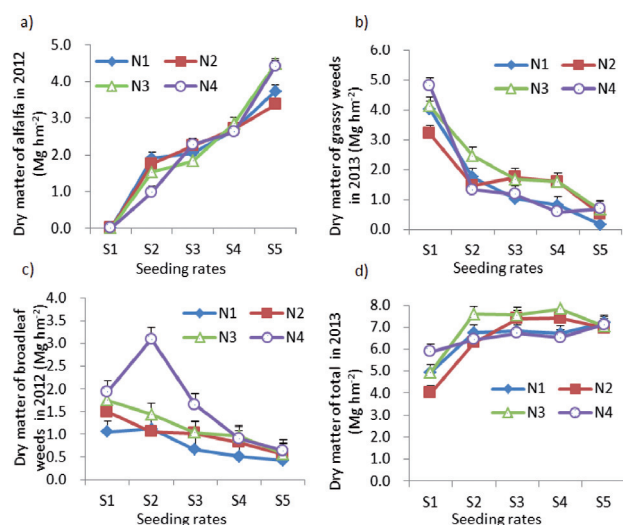 a)
Dry matter of alfalfa in 2012
(Mg hm⁻²)
5.0
4.0
3.0
2.0
1.0
0.0
N1
N2
N3
N4
S1 S2 S3 S4 S5
Seeding rates
b)
Dry matter of grassy weeds
in 2013 (Mg hm⁻²)
6.0
5.0
4.0
3.0
2.0
1.0
0.0
N1
N2
N3
N4
S1 S2 S3 S4 S5
Seeding rates
c)
Dry matter of broadleaf
weeds in 2012 (Mg hm⁻²)
4.0
3.5
3.0
2.5
2.0
1.5
1.0
0.5
0.0
N1
N2
N3
N4
S1 S2 S3 S4 S5
Seeding rates
d)
Dry matter of total in 2013
(Mg hm⁻²)
8.0
7.0
6.0
5.0
4.0
3.0
2.0
1.0
0.0
N1
N2
N3
N4
S1 S2 S3 S4 S5
Seeding rates